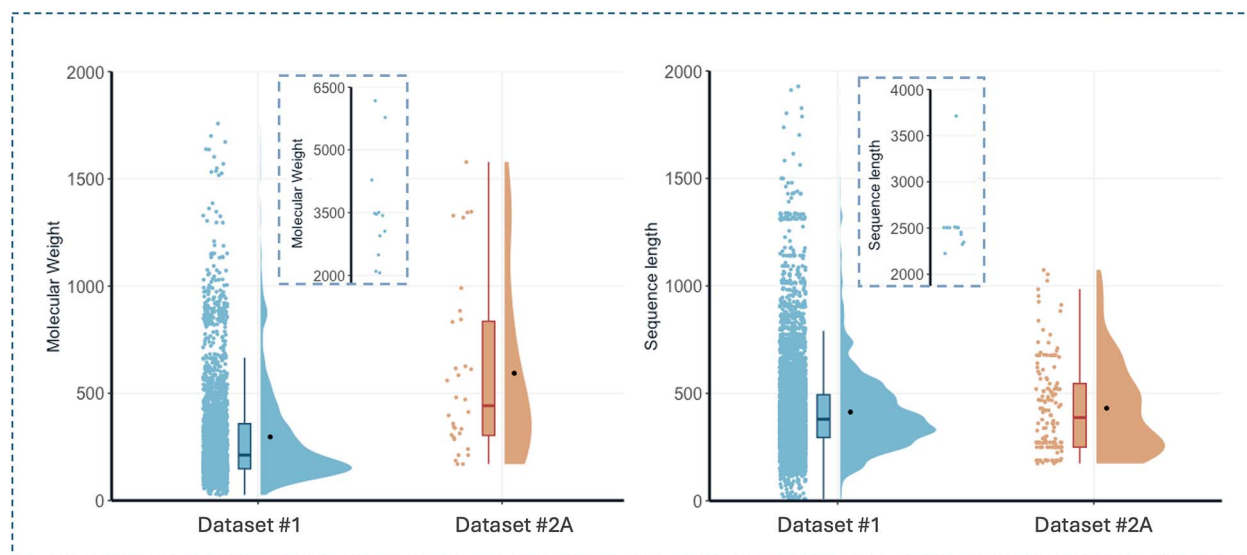 2000
1500
1000
500
0
Molecular Weight
6500
5000
3500
2000
Molecular Weight
Dataset #1
Dataset #2A
2000
1500
1000
500
0
Sequence length
4000
3500
3000
2500
2000
Sequence length
Dataset #1
Dataset #2A